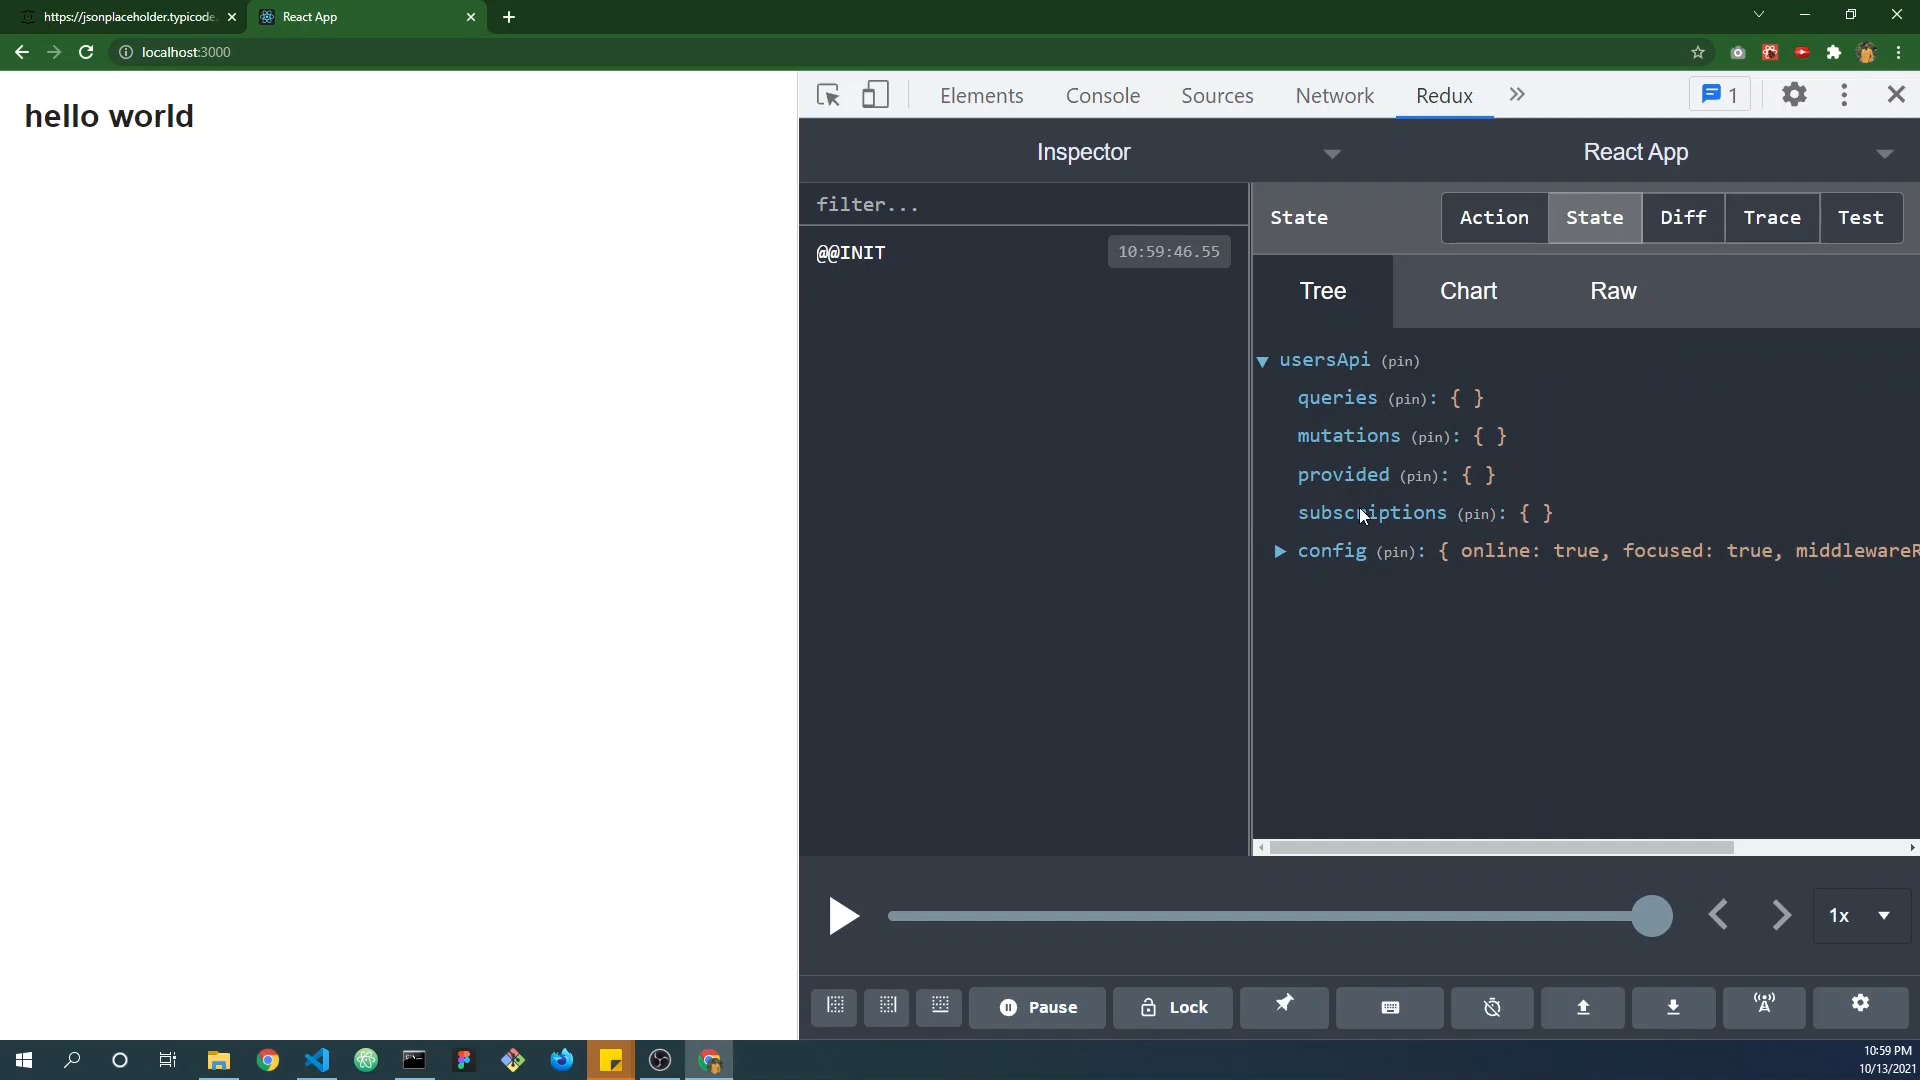 https://jsonplaceholder.typicode.
React App
localhost:3000
hello world
Elements
Console
Sources
Network
Redux
1
Inspector
React App
filter...
@@INIT
10:59:46.55
State
Action
State
Diff
Trace
Test
Tree
Chart
Raw
usersApi (pin)
queries (pin): { }
mutations (pin): { }
provided (pin): { }
subscriptions (pin): { }
config (pin): { online: true, focused: true, middlewareR
1x
Pause
Lock
10:59 PM
10/13/2021